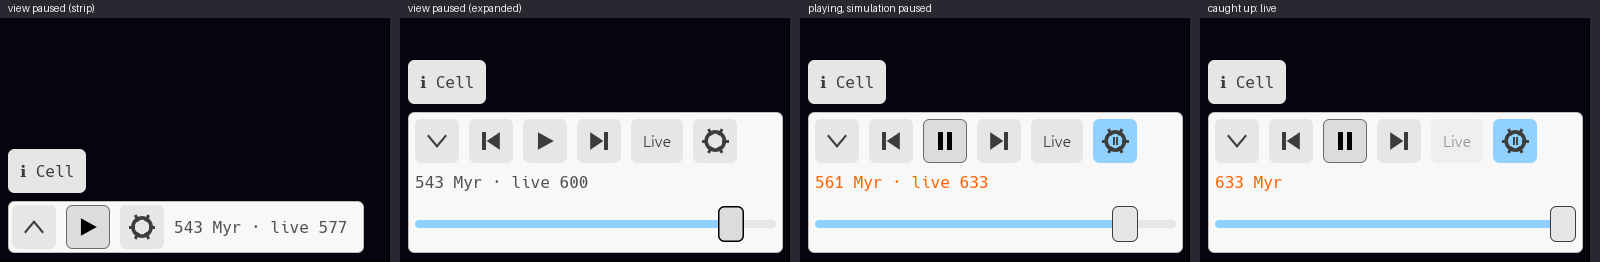 view paused (strip)
ℹ Cell
543 Myr · live 577
view paused (expanded)
ℹ Cell
Live
543 Myr · live 600
playing, simulation paused
ℹ Cell
Live
561 Myr · live 633
caught up: live
ℹ Cell
Live
633 Myr